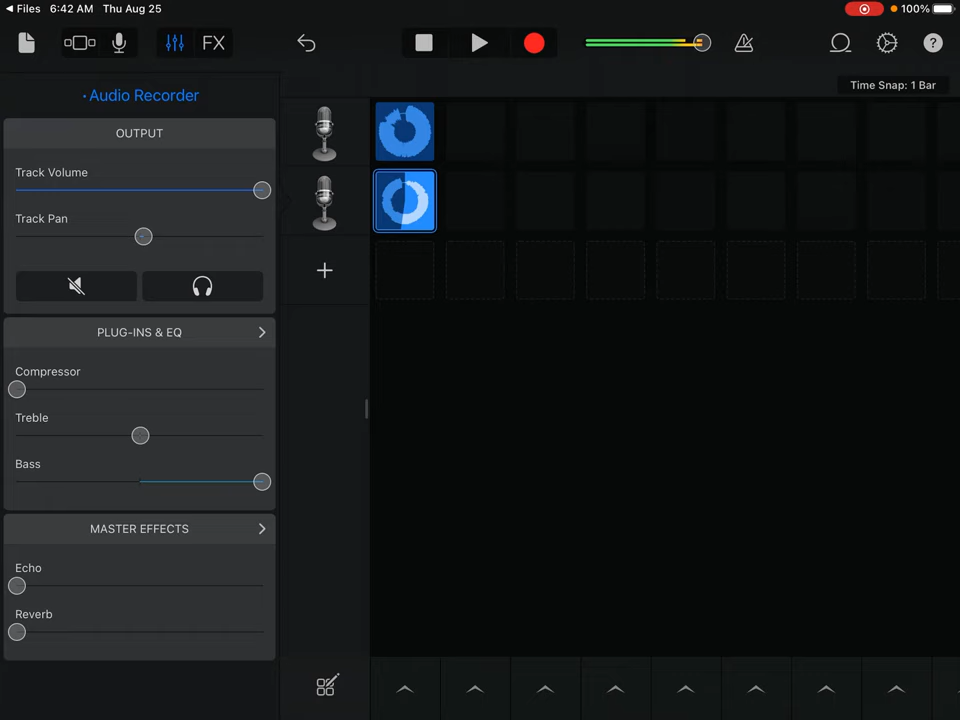 Files 6:42 AM Thu Aug 25 100%
FX
?
Time Snap: 1 Bar
Audio Recorder
OUTPUT
Track Volume
Track Pan
PLUG-INS & EQ
Compressor
Treble
Bass
MASTER EFFECTS
Echo
Reverb